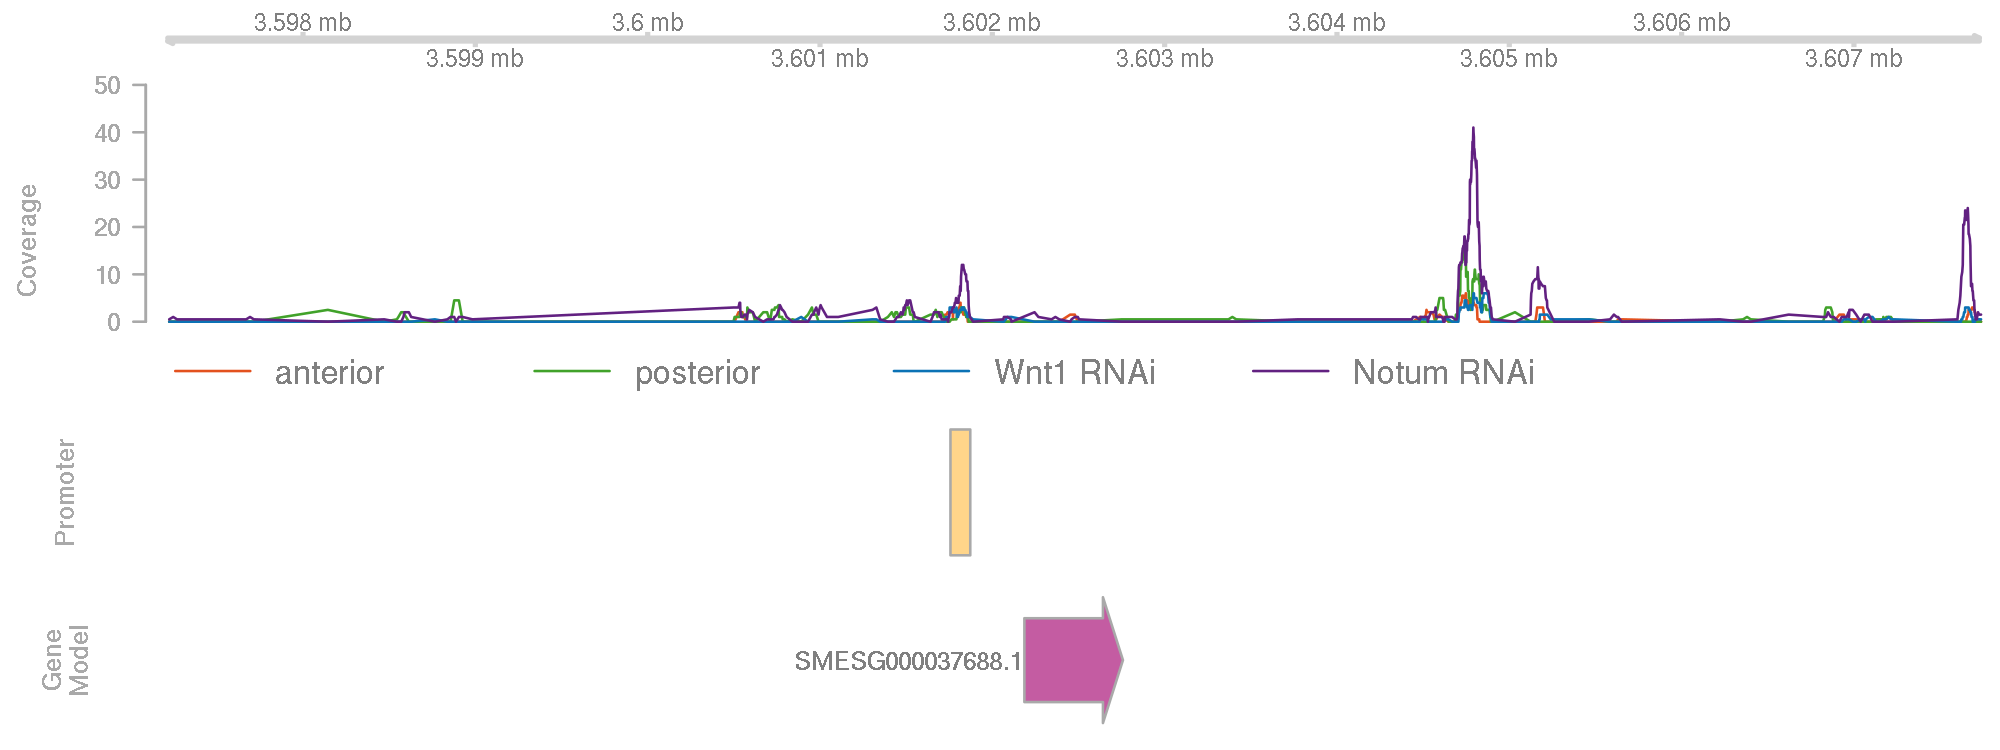 3.598 mb 3.6 mb 3.602 mb 3.604 mb 3.606 mb
3.599 mb 3.601 mb 3.603 mb 3.605 mb 3.607 mb
50
40
30
20
10
0
Coverage
anterior posterior Wnt1 RNAi Notum RNAi
Promoter
Gene
Model
SMESG000037688.1